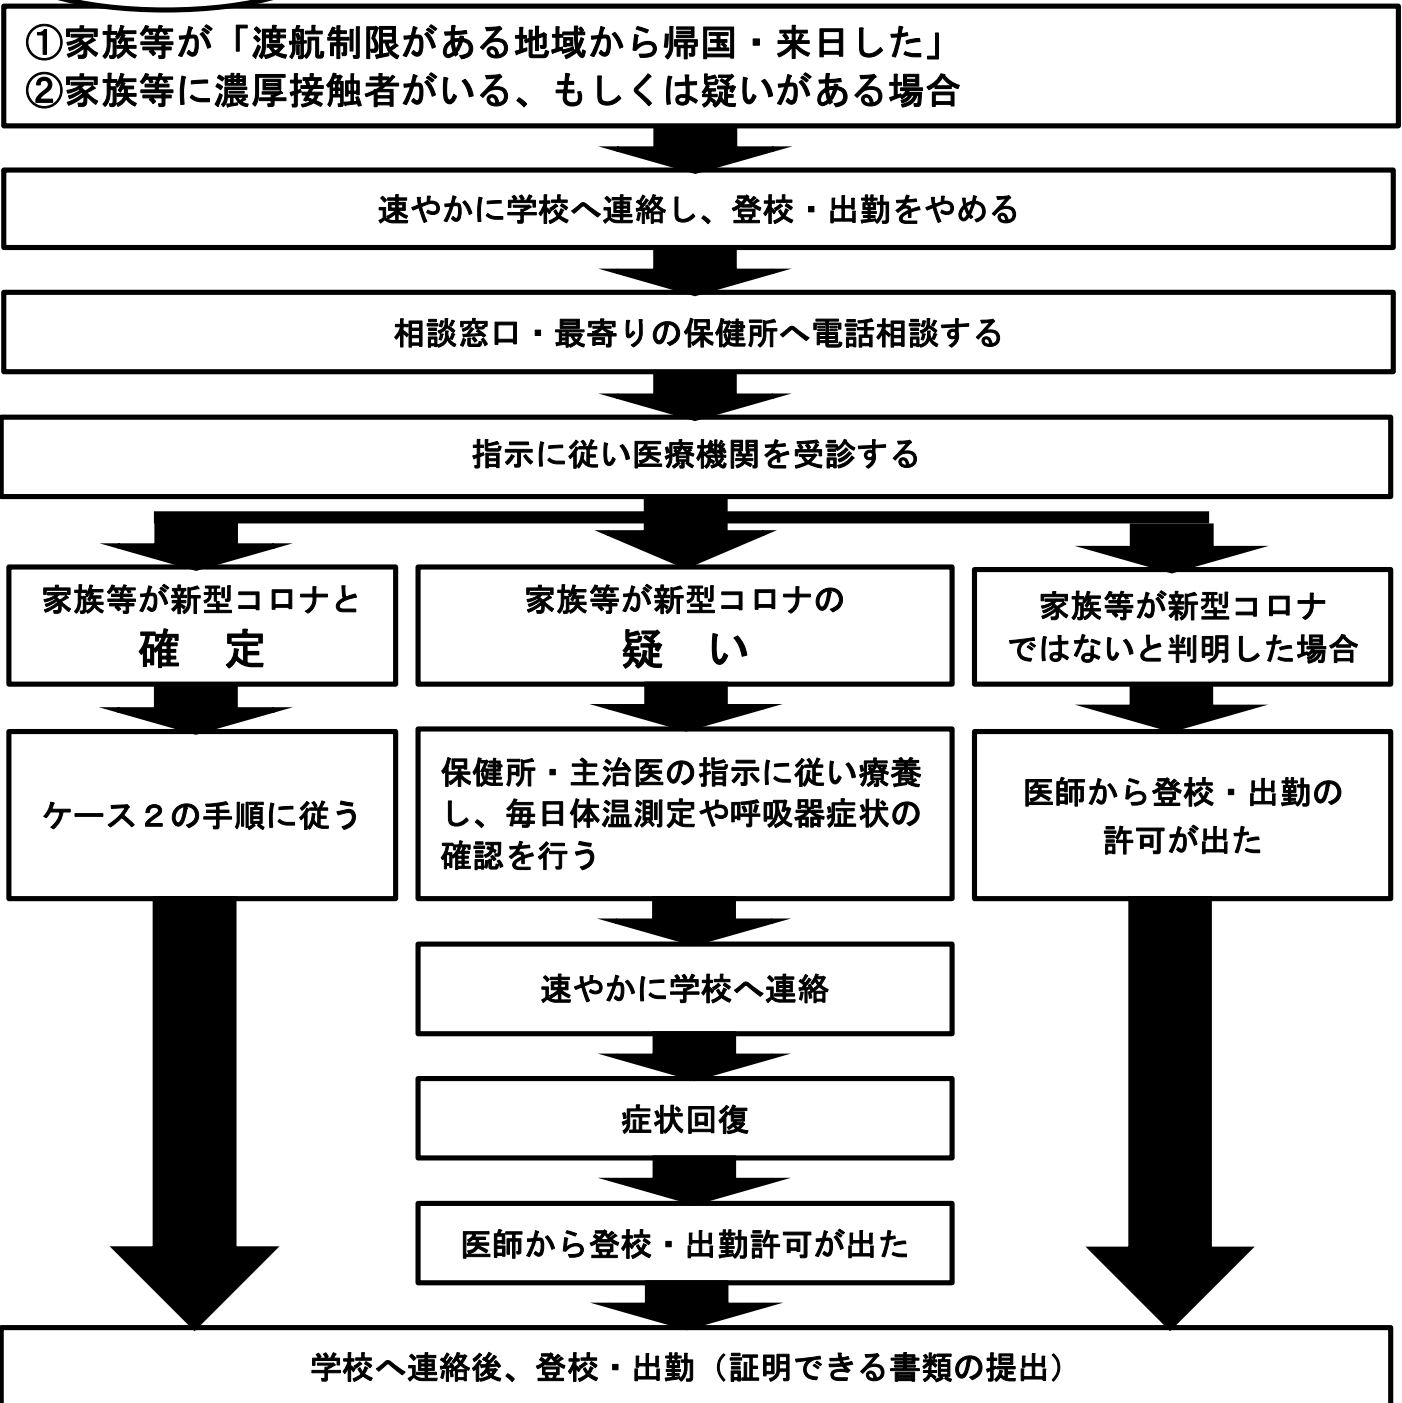 ①家族等が「渡航制限がある地域から帰国・来日した」
②家族等に濃厚接触者がいる、もしくは疑いがある場合
速やかに学校へ連絡し、登校・出勤をやめる
相談窓口・最寄りの保健所へ電話相談する
指示に従い医療機関を受診する
家族等が新型コロナと
確　定
家族等が新型コロナの
疑　い
家族等が新型コロナ
ではないと判明した場合
ケース２の手順に従う
保健所・主治医の指示に従い療養
し、毎日体温測定や呼吸器症状の
確認を行う
医師から登校・出勤の
許可が出た
速やかに学校へ連絡
症状回復
医師から登校・出勤許可が出た
学校へ連絡後、登校・出勤（証明できる書類の提出）